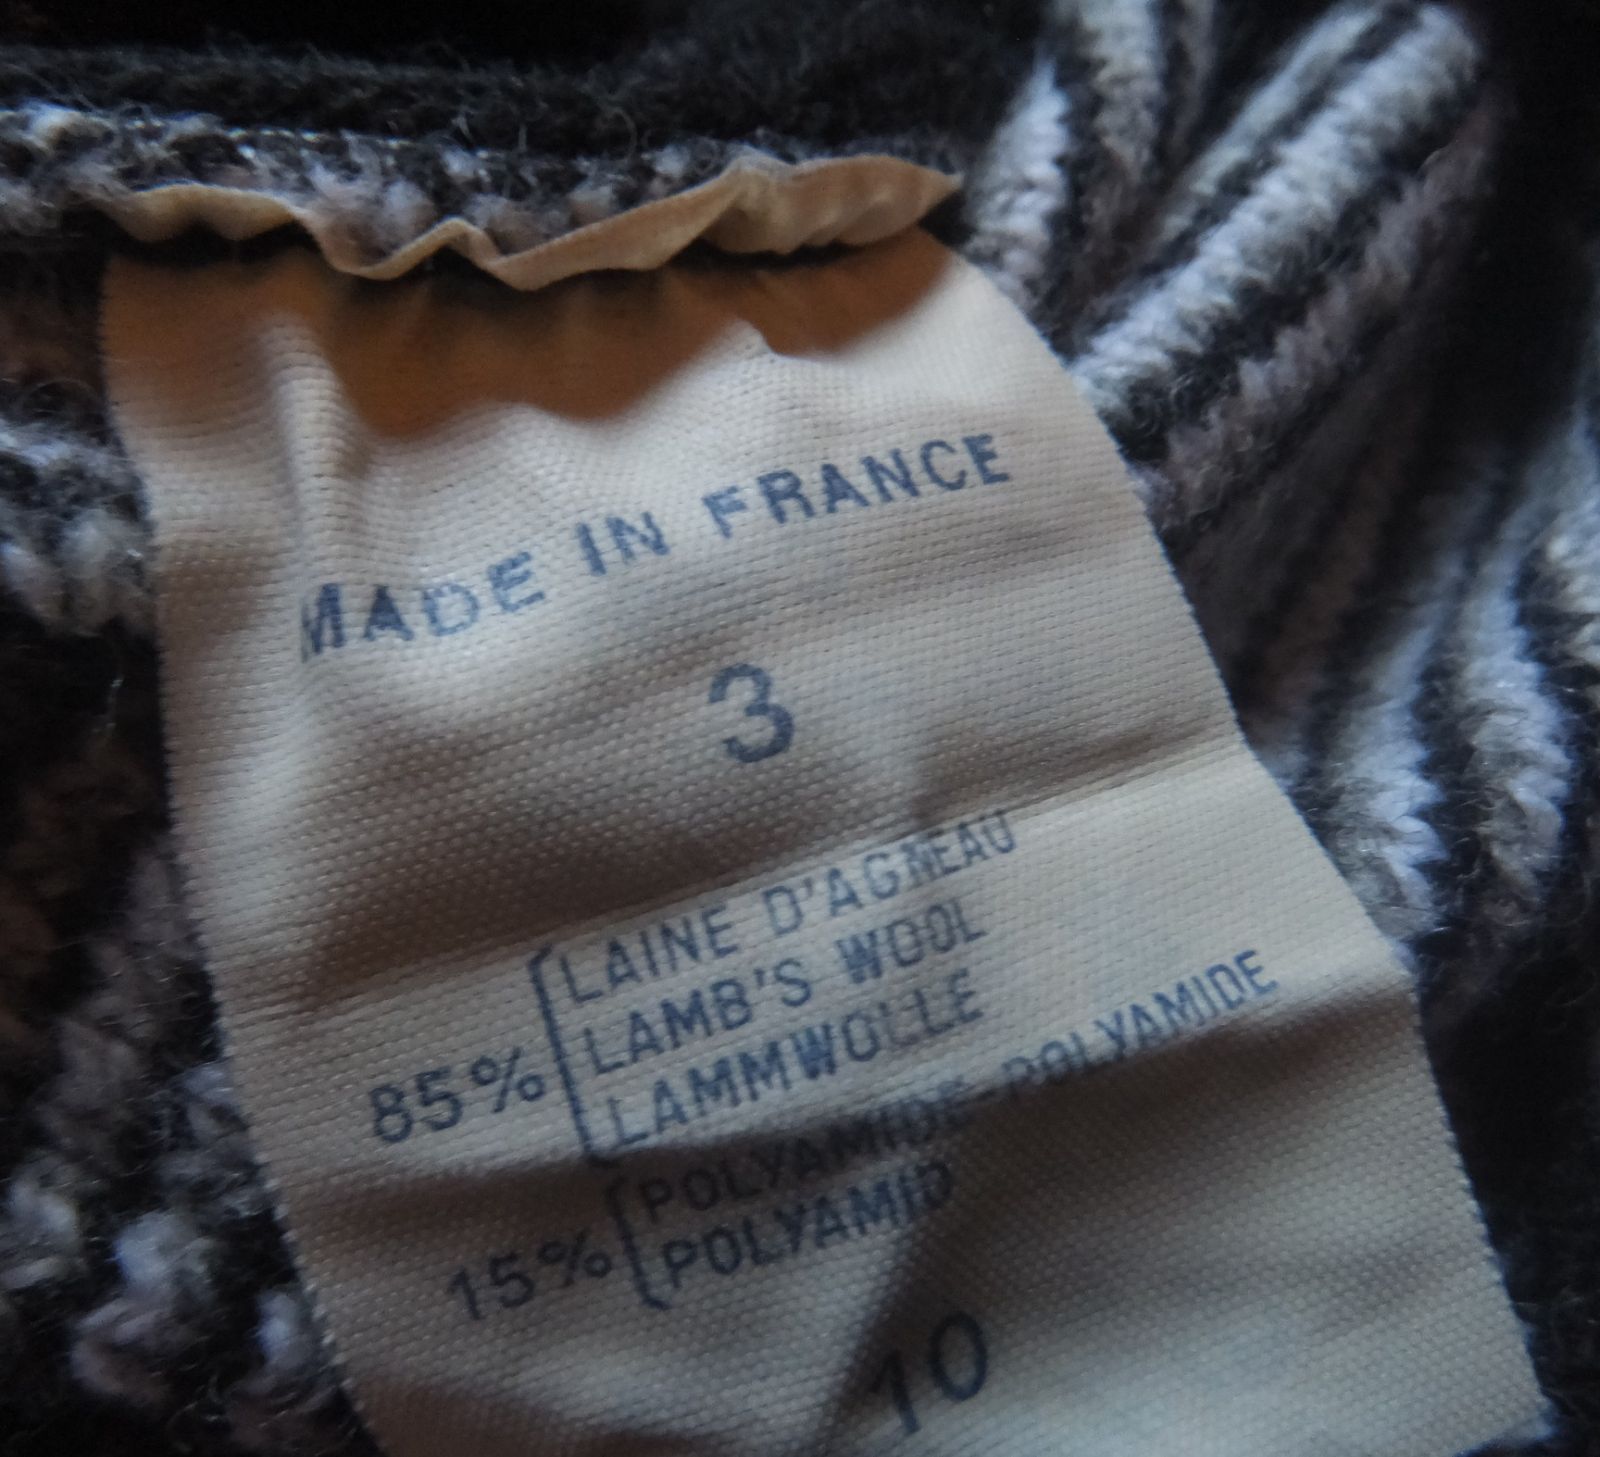 MADE IN FRANCE
3
85% LAINE D'AGNEAU
LAMB'S WOOL
LAMMWOLLE
15% POLYAMIDE POLYAMIDE
POLYAMID
10